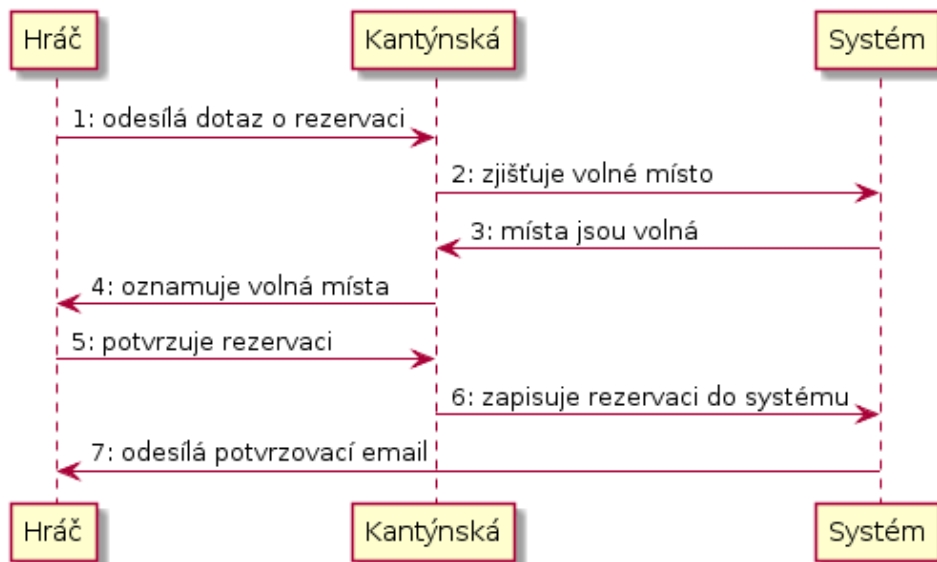 Hráč
Kantýnská
Systém
1: odesílá dotaz o rezervaci
2: zjišťuje volné místo
3: místa jsou volná
4: oznamuje volná místa
5: potvrzuje rezervaci
6: zapisuje rezervaci do systému
7: odesílá potvrzovací email
Hráč
Kantýnská
Systém